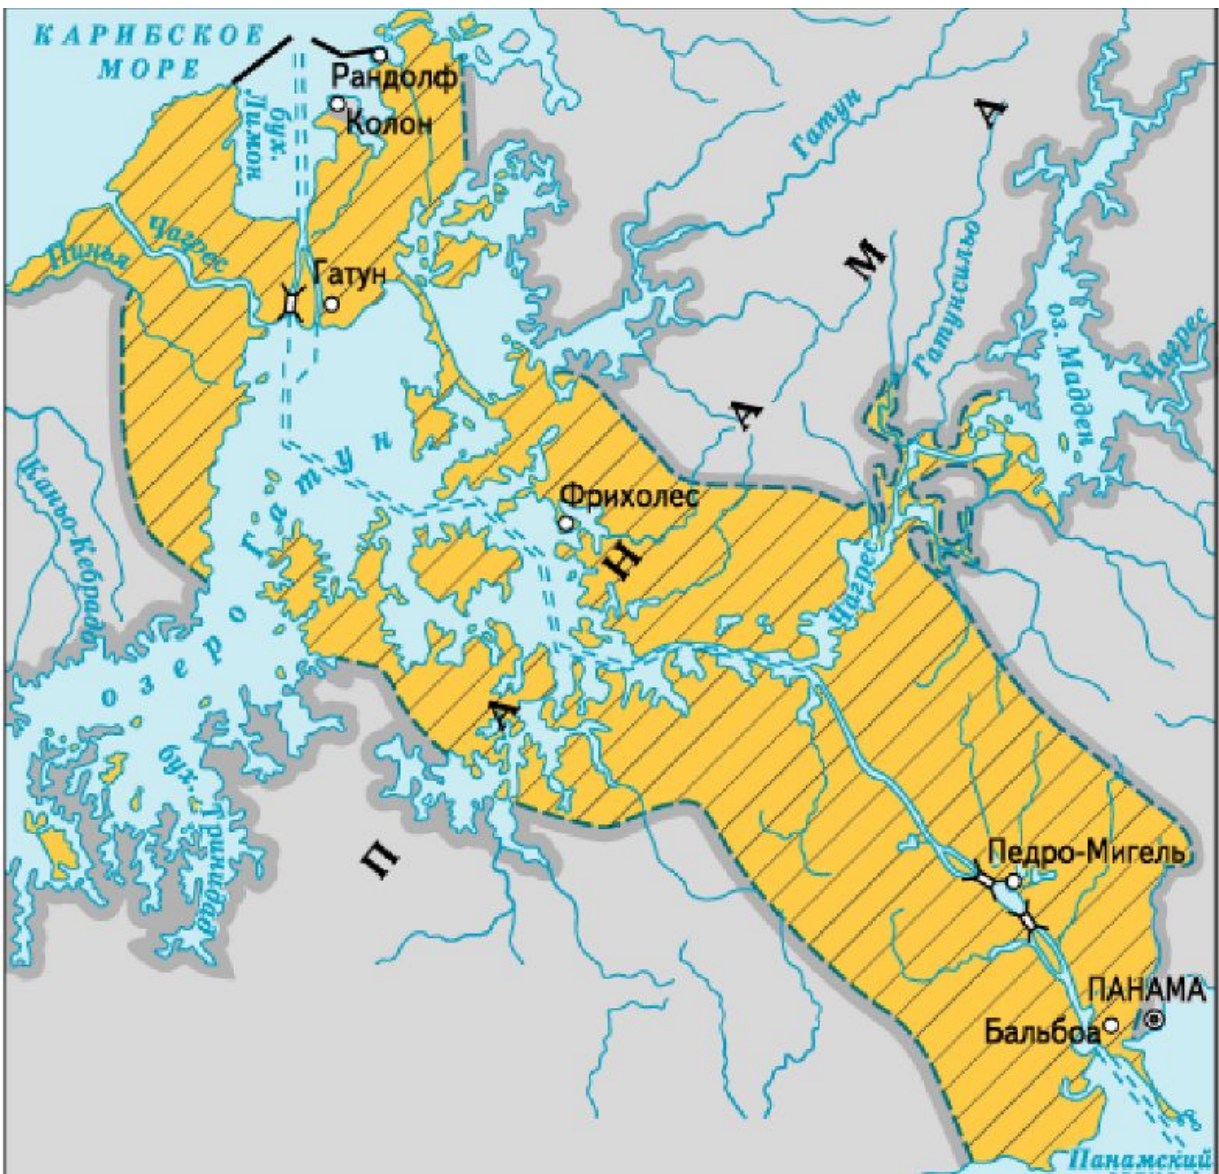 КАРИБСКОЕ
МОРЕ
Рандолф
Колон
бух.
Лимон
Гатун
А
Чагрес
Пинья
Гатун
М
Гатунсильо
оз. Мадден
Чагрес
А
Каньо-Кебрадо
озеро Гатун
Фрихолес
Н
Чагрес
А
бух.
Тринидад
П
Педро-Мигель
ПАНАМА
Бальбоа
Панамский